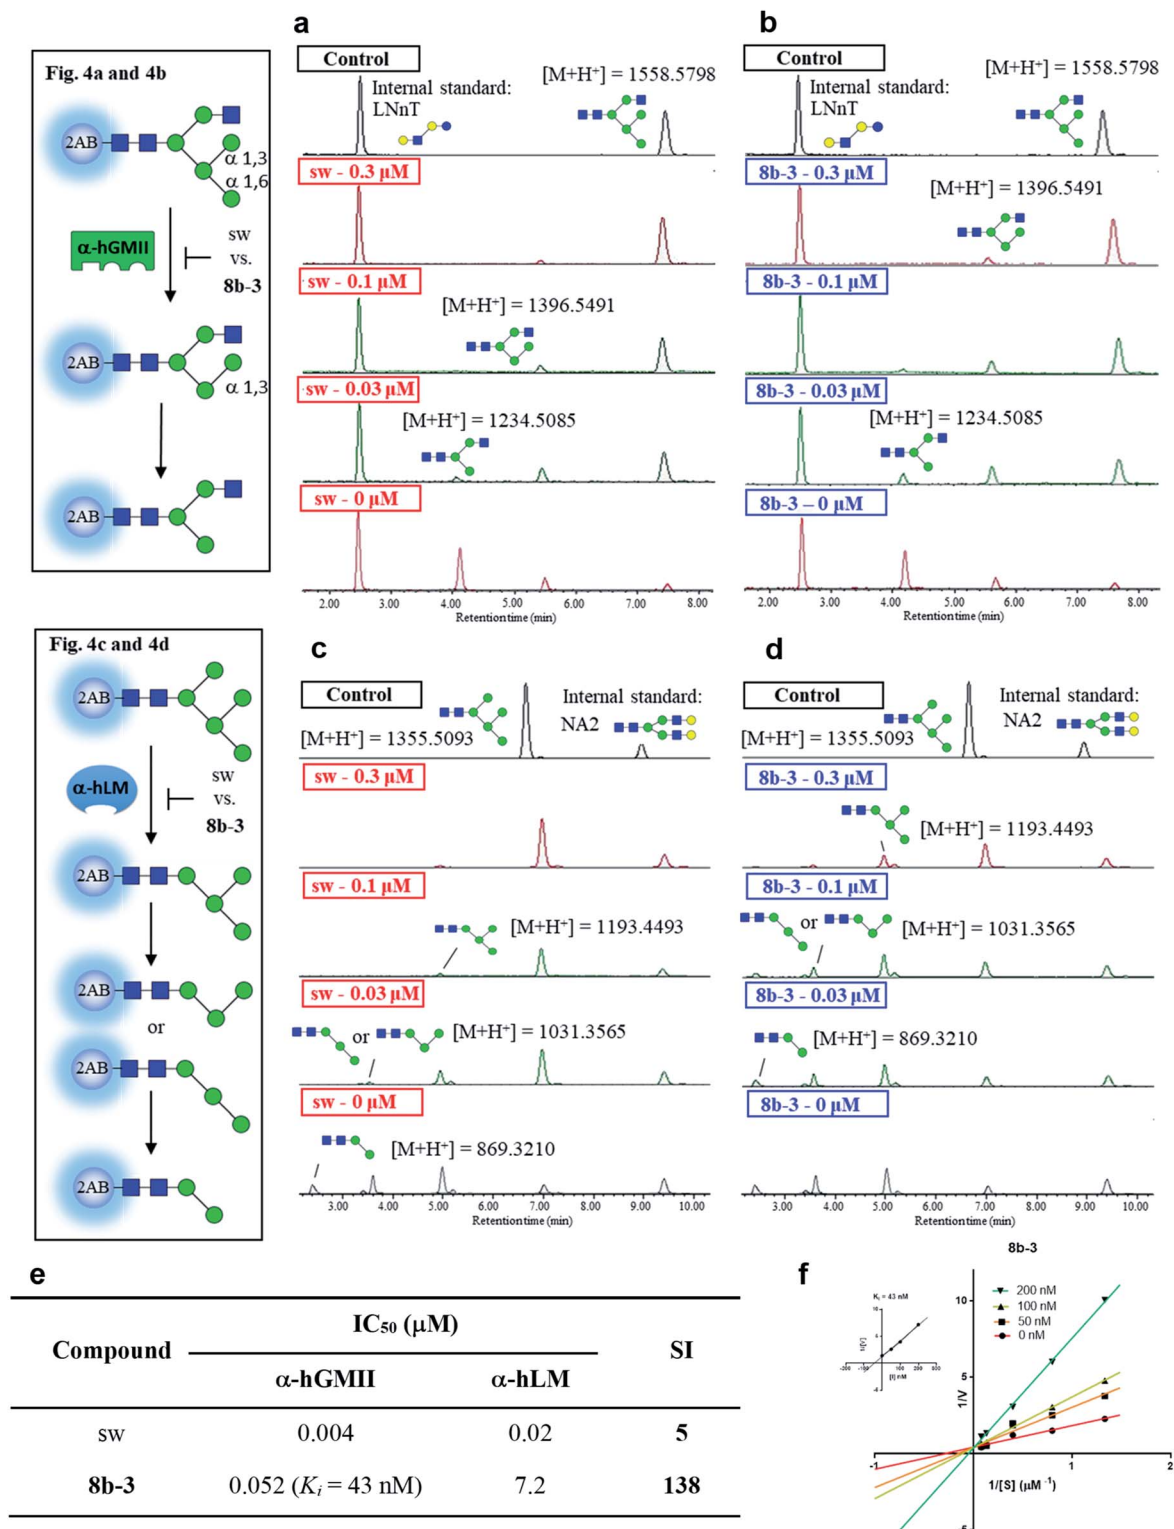 a
b
Fig. 4a and 4b
2AB
α 1,3
α 1,6
α-hGMII
sw
vs.
8b-3
2AB
α 1,3
2AB
Control
Internal standard:
LNnT
[M+H⁺] = 1558.5798
sw - 0.3 μM
sw - 0.1 μM
[M+H⁺] = 1396.5491
sw - 0.03 μM
[M+H⁺] = 1234.5085
sw - 0 μM
2.00 3.00 4.00 5.00 6.00 7.00 8.00
Retention time (min)
Control
Internal standard:
LNnT
[M+H⁺] = 1558.5798
8b-3 - 0.3 μM
[M+H⁺] = 1396.5491
8b-3 - 0.1 μM
8b-3 - 0.03 μM
[M+H⁺] = 1234.5085
8b-3 – 0 μM
2.00 3.00 4.00 5.00 6.00 7.00 8.00
Retention time (min)
Fig. 4c and 4d
2AB
α-hLM
sw
vs.
8b-3
2AB
2AB
or
2AB
2AB
c
Control
Internal standard:
NA2
[M+H⁺] = 1355.5093
sw - 0.3 μM
sw - 0.1 μM
[M+H⁺] = 1193.4493
sw - 0.03 μM
or
[M+H⁺] = 1031.3565
sw - 0 μM
[M+H⁺] = 869.3210
3.00 4.00 5.00 6.00 7.00 8.00 9.00 10.00
Retention time (min)
d
Control
Internal standard:
NA2
[M+H⁺] = 1355.5093
8b-3 - 0.3 μM
[M+H⁺] = 1193.4493
8b-3 - 0.1 μM
or
[M+H⁺] = 1031.3565
8b-3 - 0.03 μM
[M+H⁺] = 869.3210
8b-3 - 0 μM
3.00 4.00 5.00 6.00 7.00 8.00 9.00 10.00
Retention time (min)
e
Compound
IC₅₀ (μM)
SI
α-hGMII α-hLM
sw 0.004 0.02 5
8b-3 0.052 (Kᵢ = 43 nM) 7.2 138
f
8b-3
200 nM
100 nM
50 nM
0 nM
Kᵢ = 43 nM
1/[V]
[I] nM
10
5
1/V
-1 1 2
1/[S] (μM⁻¹)